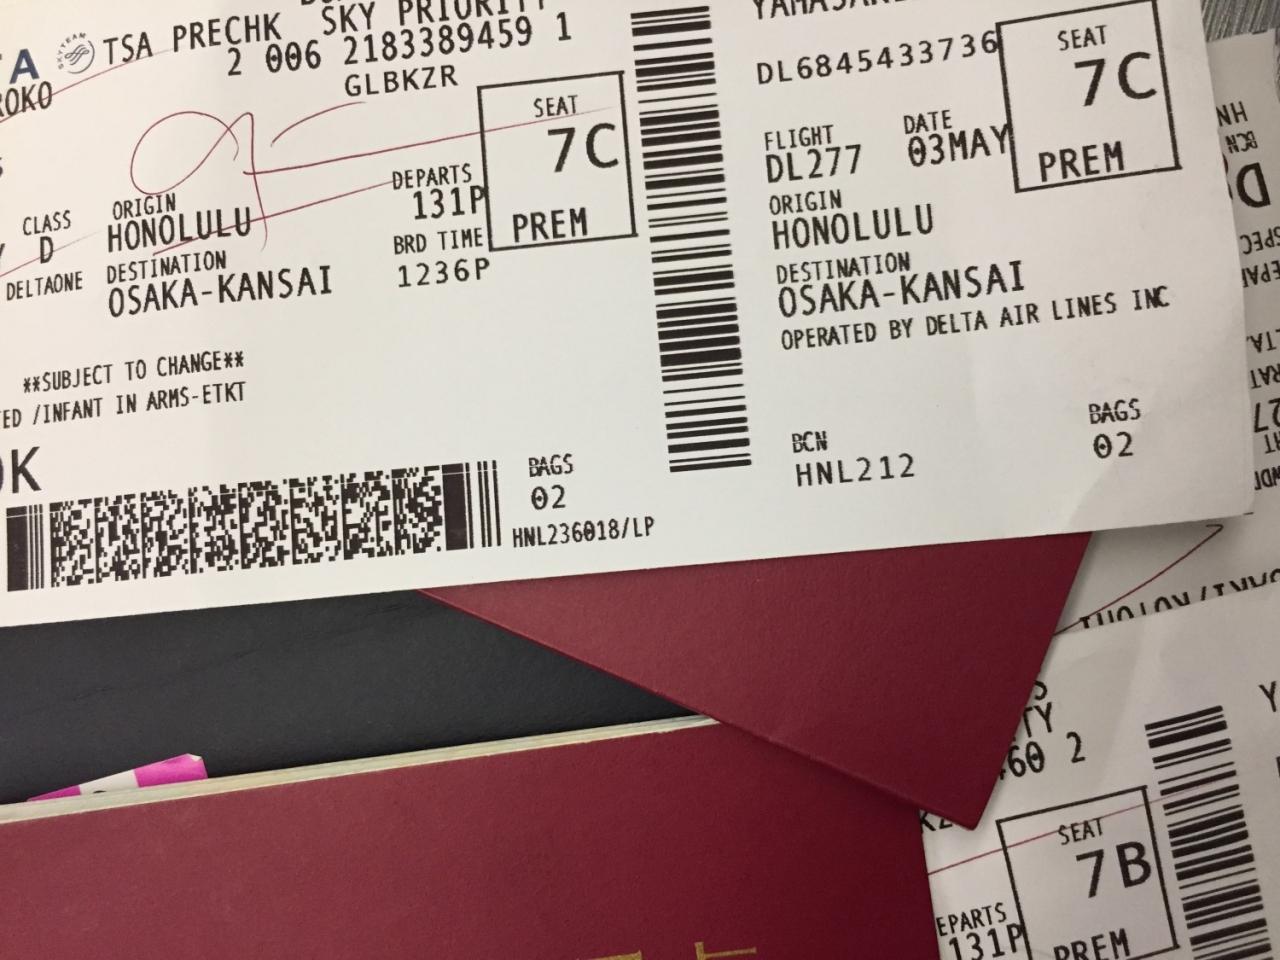 TSA PRECHK SKY PRIORITY
2 006 2183389459 1
GLBKZR
SEAT
7C
PREM
DEPARTS
131P
BRD TIME
1236P
CLASS
D
DELTAONE
ORIGIN
HONOLULU
DESTINATION
OSAKA-KANSAI
**SUBJECT TO CHANGE**
/INFANT IN ARMS-ETKT
BAGS
02
HNL236018/LP
DL6845433736
SEAT
7C
PREM
FLIGHT
DL277
DATE
03MAY
ORIGIN
HONOLULU
DESTINATION
OSAKA-KANSAI
OPERATED BY DELTA AIR LINES INC
BCN
HNL212
BAGS
02
BCN
60 2
SEAT
7B
PREM
131P